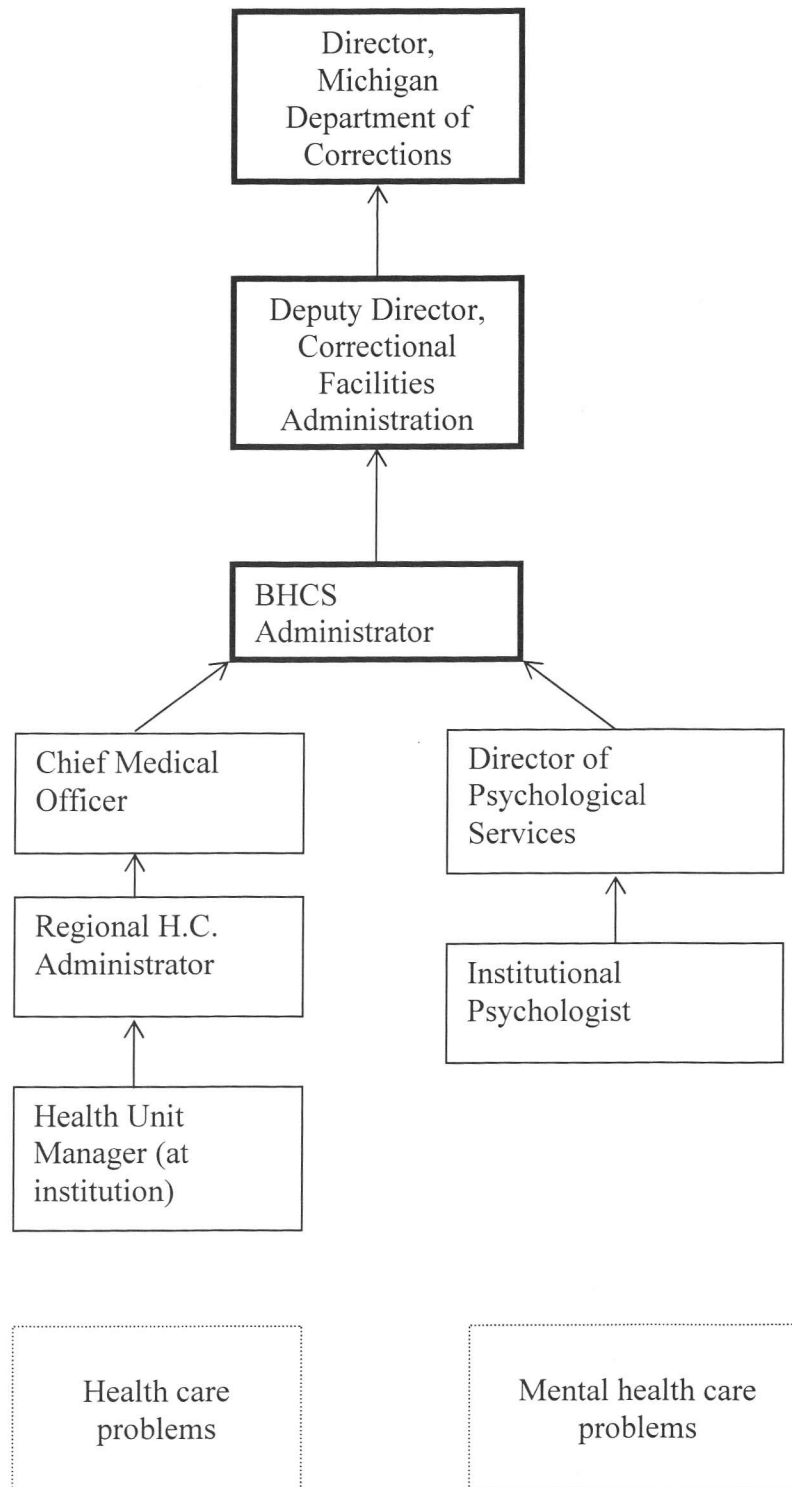 Director,
Michigan
Department of
Corrections
Deputy Director,
Correctional
Facilities
Administration
BHCS
Administrator
Chief Medical
Officer
Director of
Psychological
Services
Regional H.C.
Administrator
Institutional
Psychologist
Health Unit
Manager (at
institution)
Health care
problems
Mental health care
problems